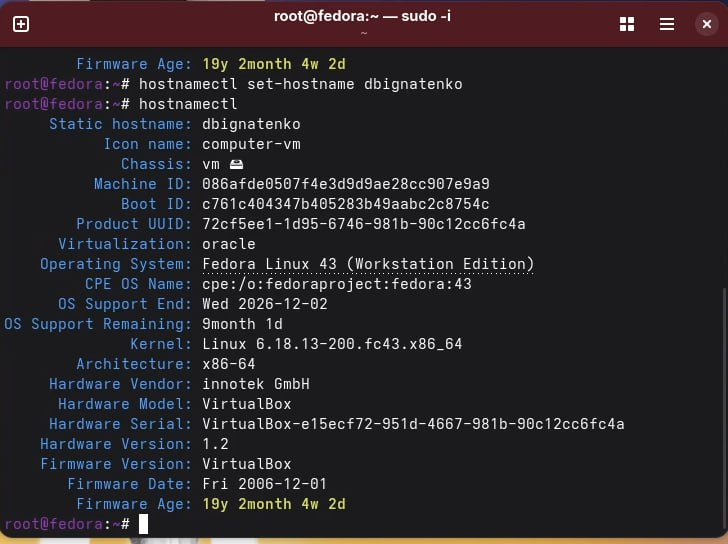 root@fedora:~ — sudo -i
~
Firmware Age: 19y 2month 4w 2d
root@fedora:~# hostnamectl set-hostname dbignatenko
root@fedora:~# hostnamectl
Static hostname: dbignatenko
Icon name: computer-vm
Chassis: vm 🖴
Machine ID: 086afde0507f4e3d9d9ae28cc907e9a9
Boot ID: c761c404347b405283b49aabc2c8754c
Product UUID: 72cf5ee1-1d95-6746-981b-90c12cc6fc4a
Virtualization: oracle
Operating System: Fedora Linux 43 (Workstation Edition)
CPE OS Name: cpe:/o:fedoraproject:fedora:43
OS Support End: Wed 2026-12-02
OS Support Remaining: 9month 1d
Kernel: Linux 6.18.13-200.fc43.x86_64
Architecture: x86-64
Hardware Vendor: innotek GmbH
Hardware Model: VirtualBox
Hardware Serial: VirtualBox-e15ecf72-951d-4667-981b-90c12cc6fc4a
Hardware Version: 1.2
Firmware Version: VirtualBox
Firmware Date: Fri 2006-12-01
Firmware Age: 19y 2month 4w 2d
root@fedora:~#